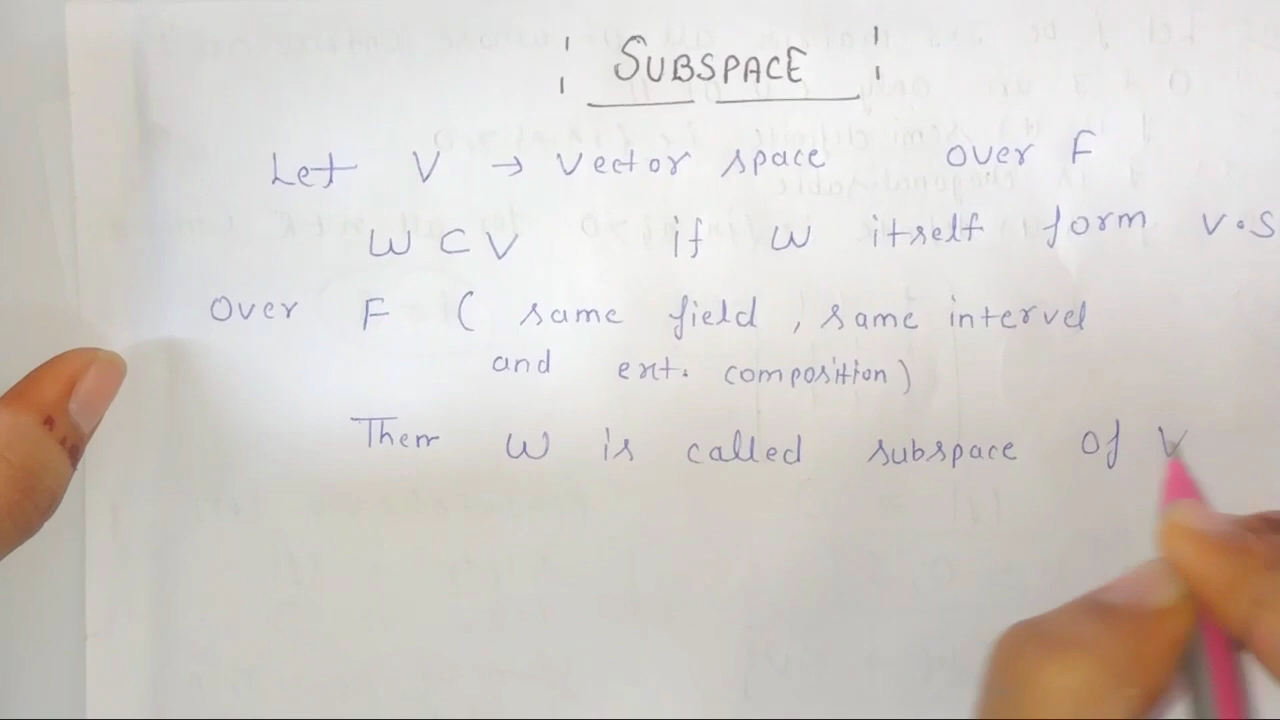 SUBSPACE
Let V → Vector space over F
W ⊂ V if W itself form V.S
Over F ( same field , same intervel
and ext. composition )
Then W is called subspace of V